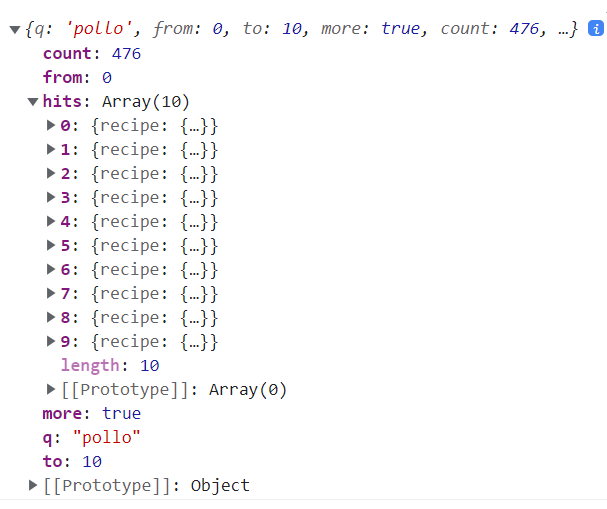 {q: 'pollo', from: 0, to: 10, more: true, count: 476, …} i
count: 476
from: 0
hits: Array(10)
0: {recipe: {…}}
1: {recipe: {…}}
2: {recipe: {…}}
3: {recipe: {…}}
4: {recipe: {…}}
5: {recipe: {…}}
6: {recipe: {…}}
7: {recipe: {…}}
8: {recipe: {…}}
9: {recipe: {…}}
length: 10
[[Prototype]]: Array(0)
more: true
q: "pollo"
to: 10
[[Prototype]]: Object